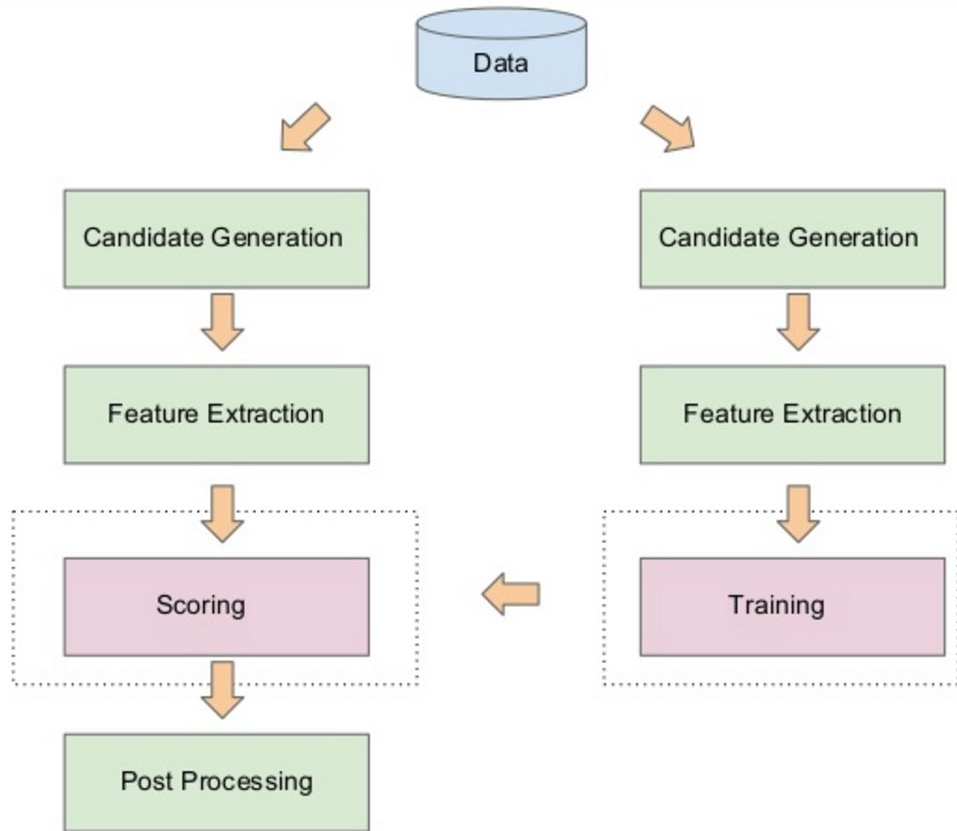 Data
Candidate Generation
Candidate Generation
Feature Extraction
Feature Extraction
Scoring
Training
Post Processing